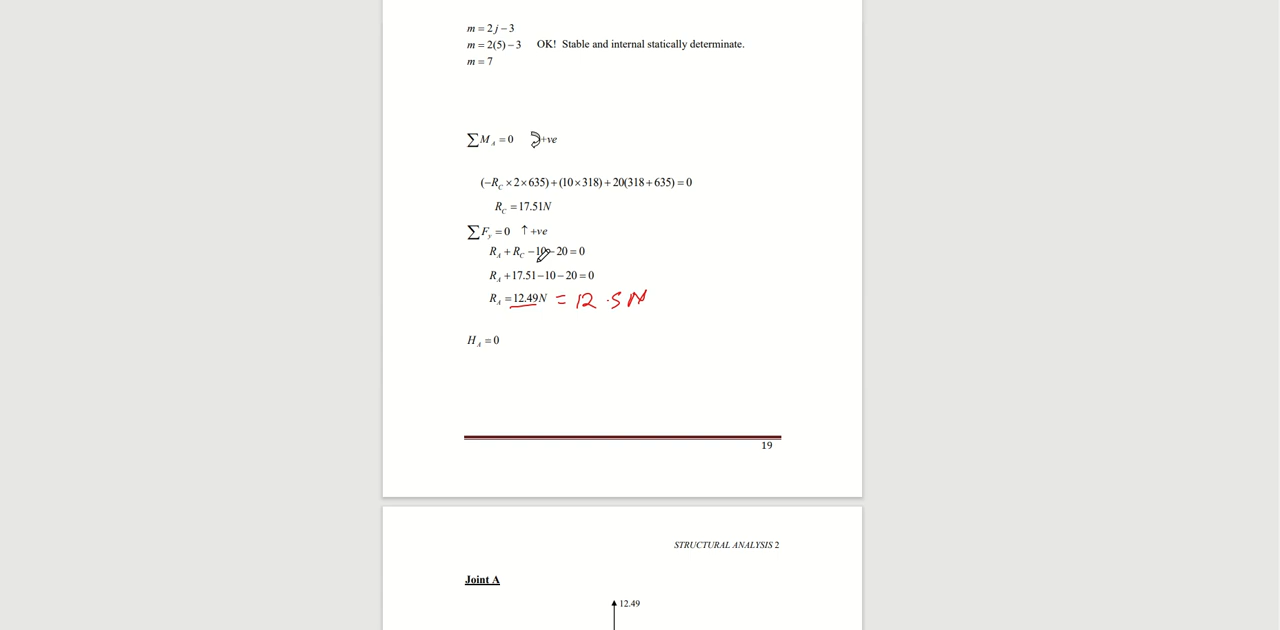 m = 2j − 3
m = 2(5) − 3 OK! Stable and internal statically determinate.
m = 7
∑M_A = 0 +ve
(−R_C × 2 × 635) + (10 × 318) + 20(318 + 635) = 0
R_C = 17.51N
∑F_y = 0 ↑ +ve
R_A + R_C − 10 − 20 = 0
R_A + 17.51 − 10 − 20 = 0
R_A = 12.49N = 12.5N
H_A = 0
19
STRUCTURAL ANALYSIS 2
Joint A
12.49